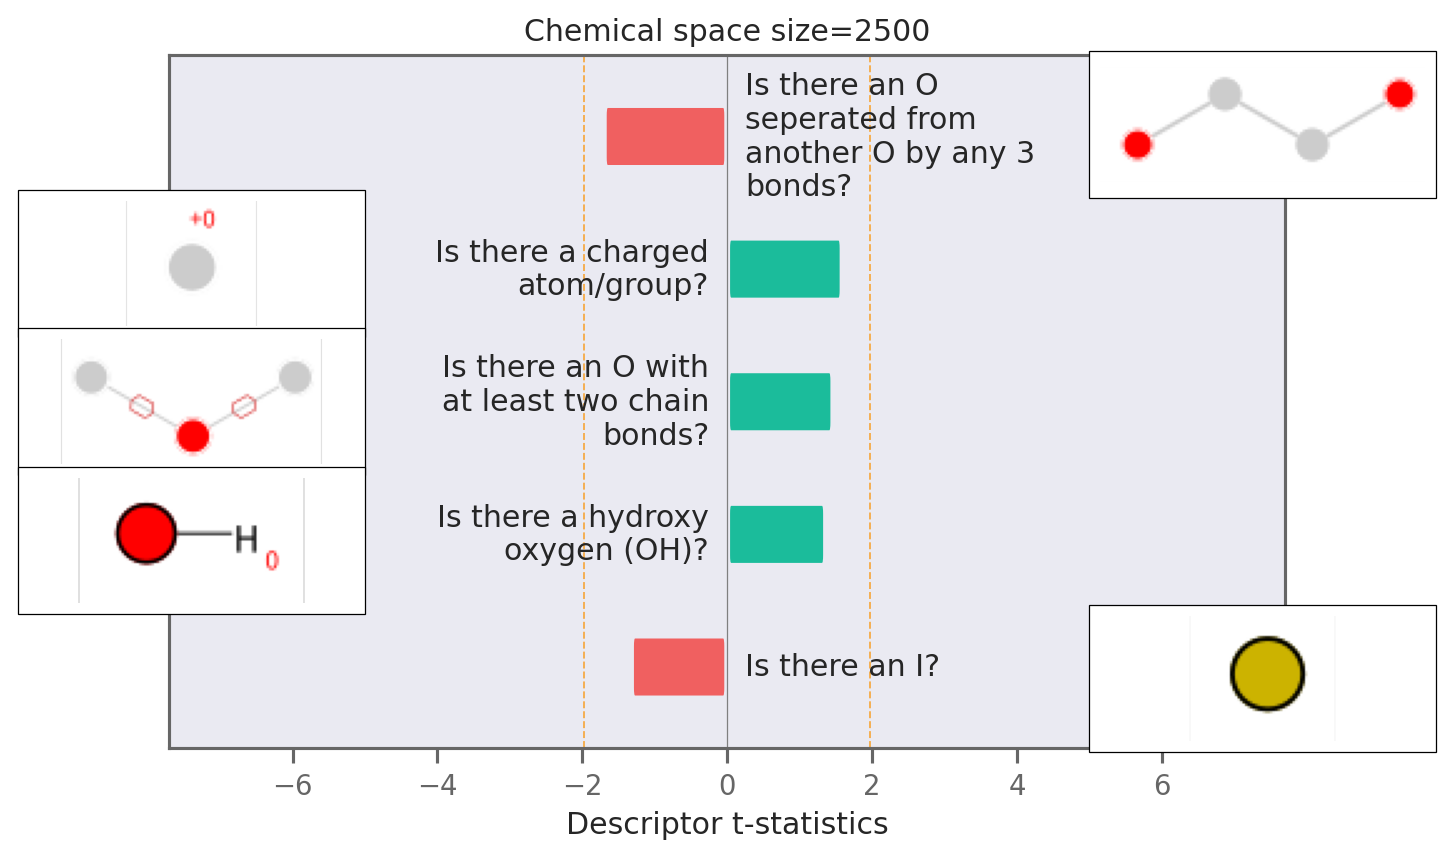 Chemical space size=2500
Is there an O
seperated from
another O by any 3
bonds?
+0
Is there a charged
atom/group?
Is there an O with
at least two chain
bonds?
H
0
Is there a hydroxy
oxygen (OH)?
Is there an I?
−6 −4 −2 0 2 4 6
Descriptor t-statistics